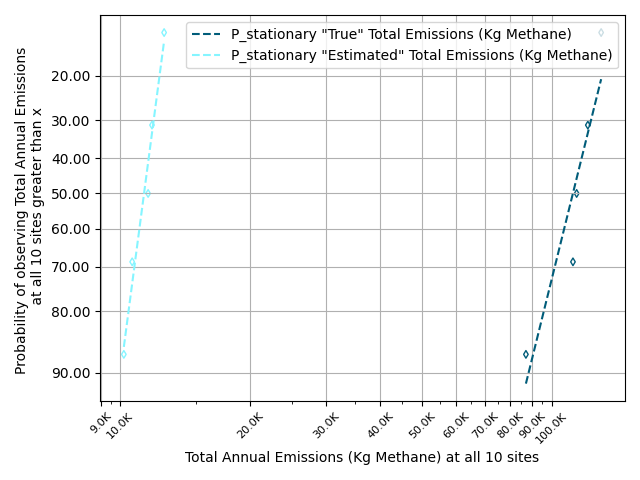 P_stationary "True" Total Emissions (Kg Methane)
P_stationary "Estimated" Total Emissions (Kg Methane)
Probability of observing Total Annual Emissions
at all 10 sites greater than x
20.00
30.00
40.00
50.00
60.00
70.00
80.00
90.00
9.0K
10.0K
20.0K
30.0K
40.0K
50.0K
60.0K
70.0K
80.0K
90.0K
100.0K
Total Annual Emissions (Kg Methane) at all 10 sites